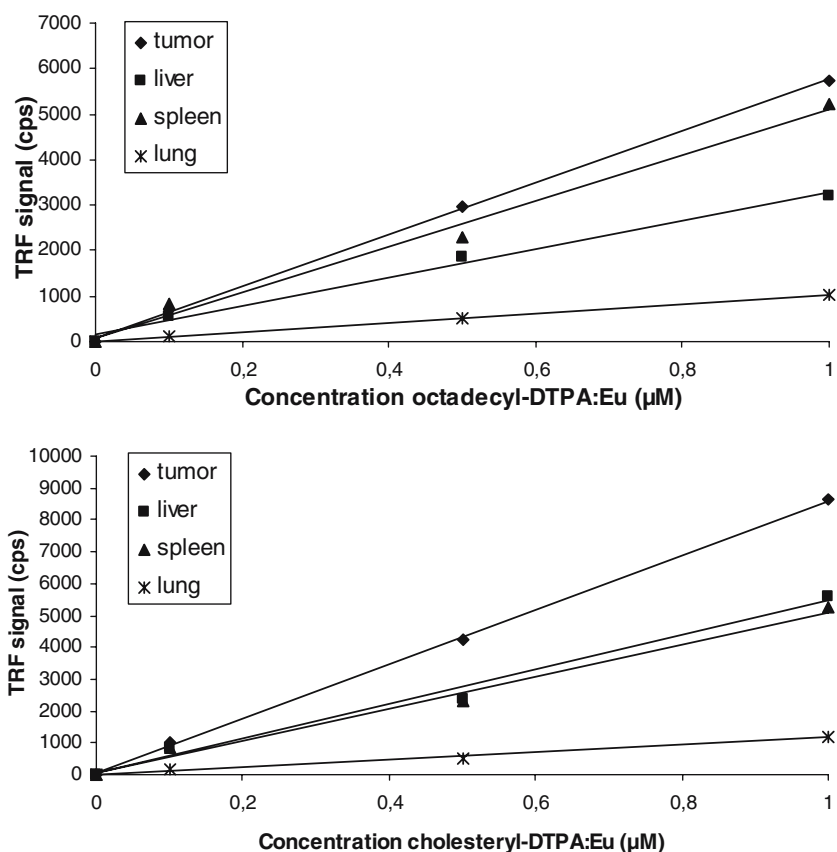 7000
6000
5000
4000
3000
2000
1000
0
TRF signal (cps)
tumor
liver
spleen
lung
0 0,2 0,4 0,6 0,8 1
Concentration octadecyl-DTPA:Eu (µM)
10000
9000
8000
7000
6000
5000
4000
3000
2000
1000
0
TRF signal (cps)
tumor
liver
spleen
lung
0 0,2 0,4 0,6 0,8 1
Concentration cholesteryl-DTPA:Eu (µM)